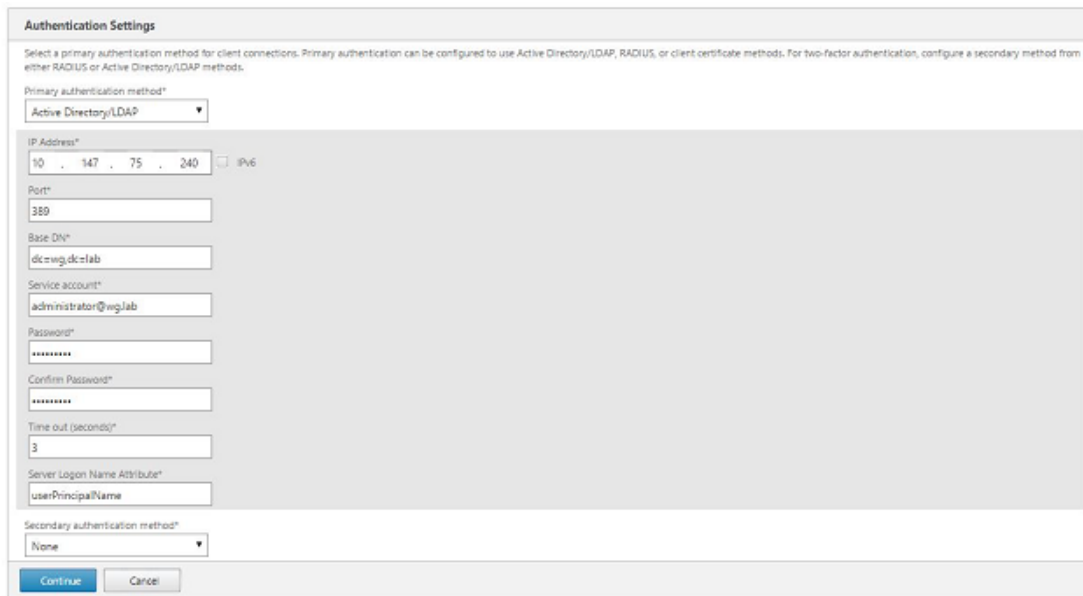 Authentication Settings
Select a primary authentication method for client connections. Primary authentication can be configured to use Active Directory/LDAP, RADIUS, or client certificate methods. For two-factor authentication, configure a secondary method from
either RADIUS or Active Directory/LDAP methods.
Primary authentication method*
Active Directory/LDAP
IP Address*
10 . 147 . 75 . 240 IPv6
Port*
389
Base DN*
dc=wg,dc=lab
Service account*
administrator@wg.lab
Password*
•••••••••
Confirm Password*
•••••••••
Time out (seconds)*
3
Server Logon Name Attribute*
userPrincipalName
Secondary authentication method*
None
Continue Cancel